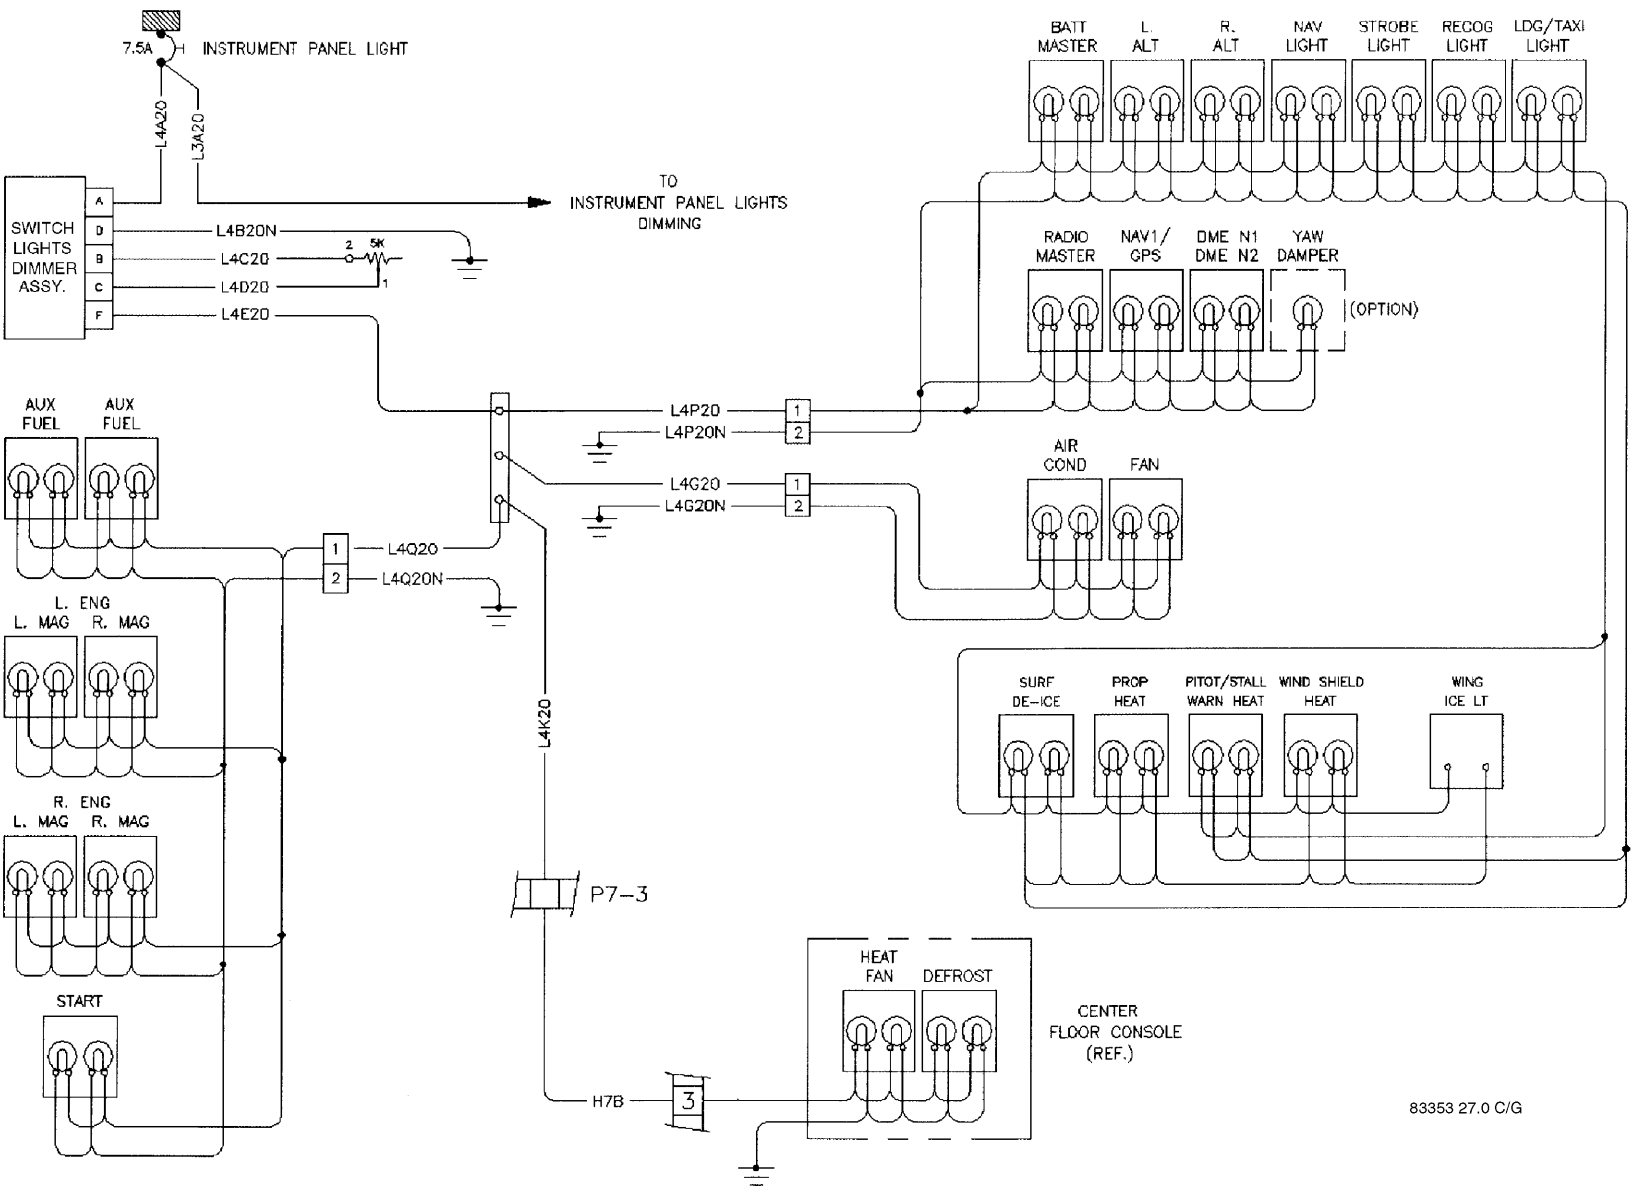 7.5A
INSTRUMENT PANEL LIGHT
L4A20
L3A20
TO
INSTRUMENT PANEL LIGHTS
DIMMING
SWITCH
LIGHTS
DIMMER
ASSY.
A
D
B
C
F
L4B20N
L4C20
2
5K
1
L4D20
L4E20
BATT
MASTER
L.
ALT
R.
ALT
NAV
LIGHT
STROBE
LIGHT
RECOG
LIGHT
LDG/TAXI
LIGHT
RADIO
MASTER
NAV1/
GPS
DME N1
DME N2
YAW
DAMPER
(OPTION)
L4P20
1
L4P20N
2
L4G20
1
L4G20N
2
AIR
COND
FAN
AUX
FUEL
AUX
FUEL
1
L4Q20
2
L4Q20N
L. ENG
L. MAG
R. MAG
R. ENG
L. MAG
R. MAG
START
L4K20
P7-3
H7B
3
SURF
DE-ICE
PROP
HEAT
PITOT/STALL
WARN HEAT
WIND SHIELD
HEAT
WING
ICE LT
HEAT
FAN
DEFROST
CENTER
FLOOR CONSOLE
(REF.)
83353 27.0 C/G